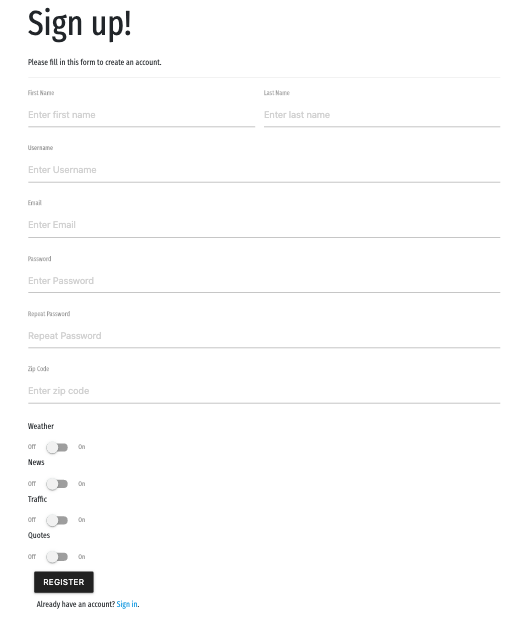 Sign up!
Please fill in this form to create an account.
First Name Last Name
Enter first name Enter last name
Username
Enter Username
Email
Enter Email
Password
Enter Password
Repeat Password
Repeat Password
Zip Code
Enter zip code
Weather
Off On
News
Off On
Traffic
Off On
Quotes
Off On
REGISTER
Already have an account? Sign in.